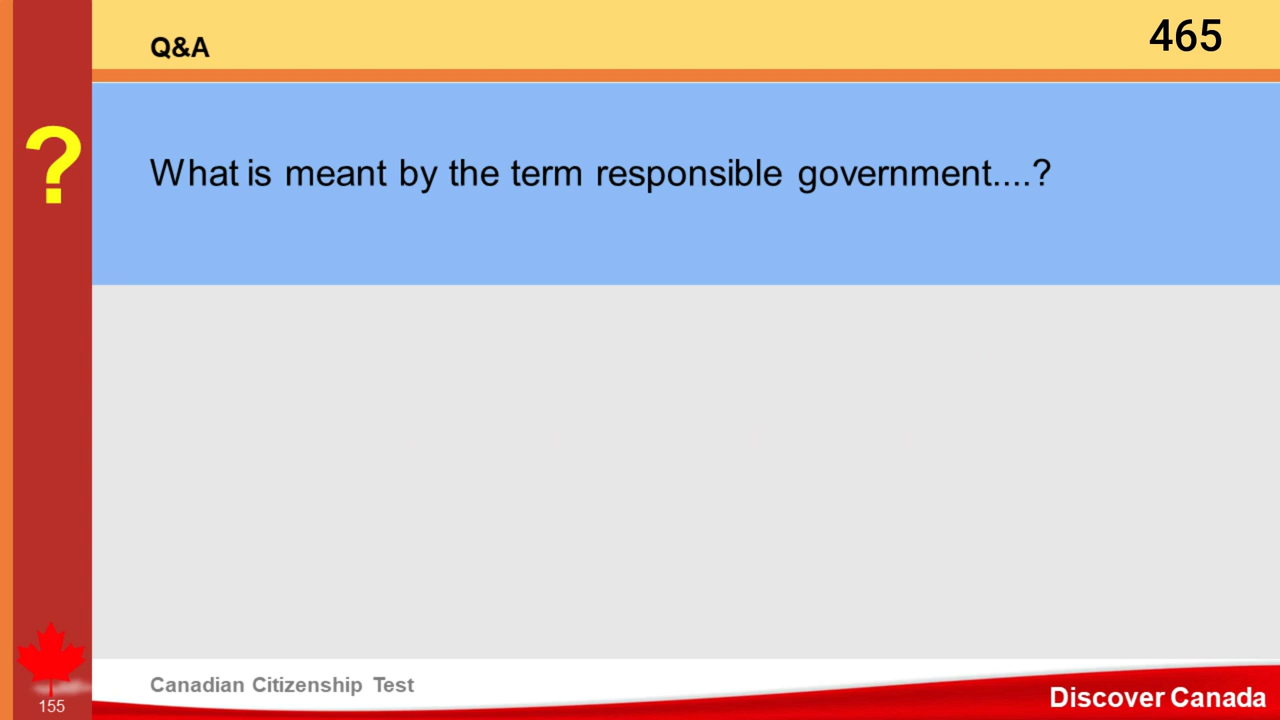 Q&A
465
?
What is meant by the term responsible government....?
Canadian Citizenship Test
155
Discover Canada